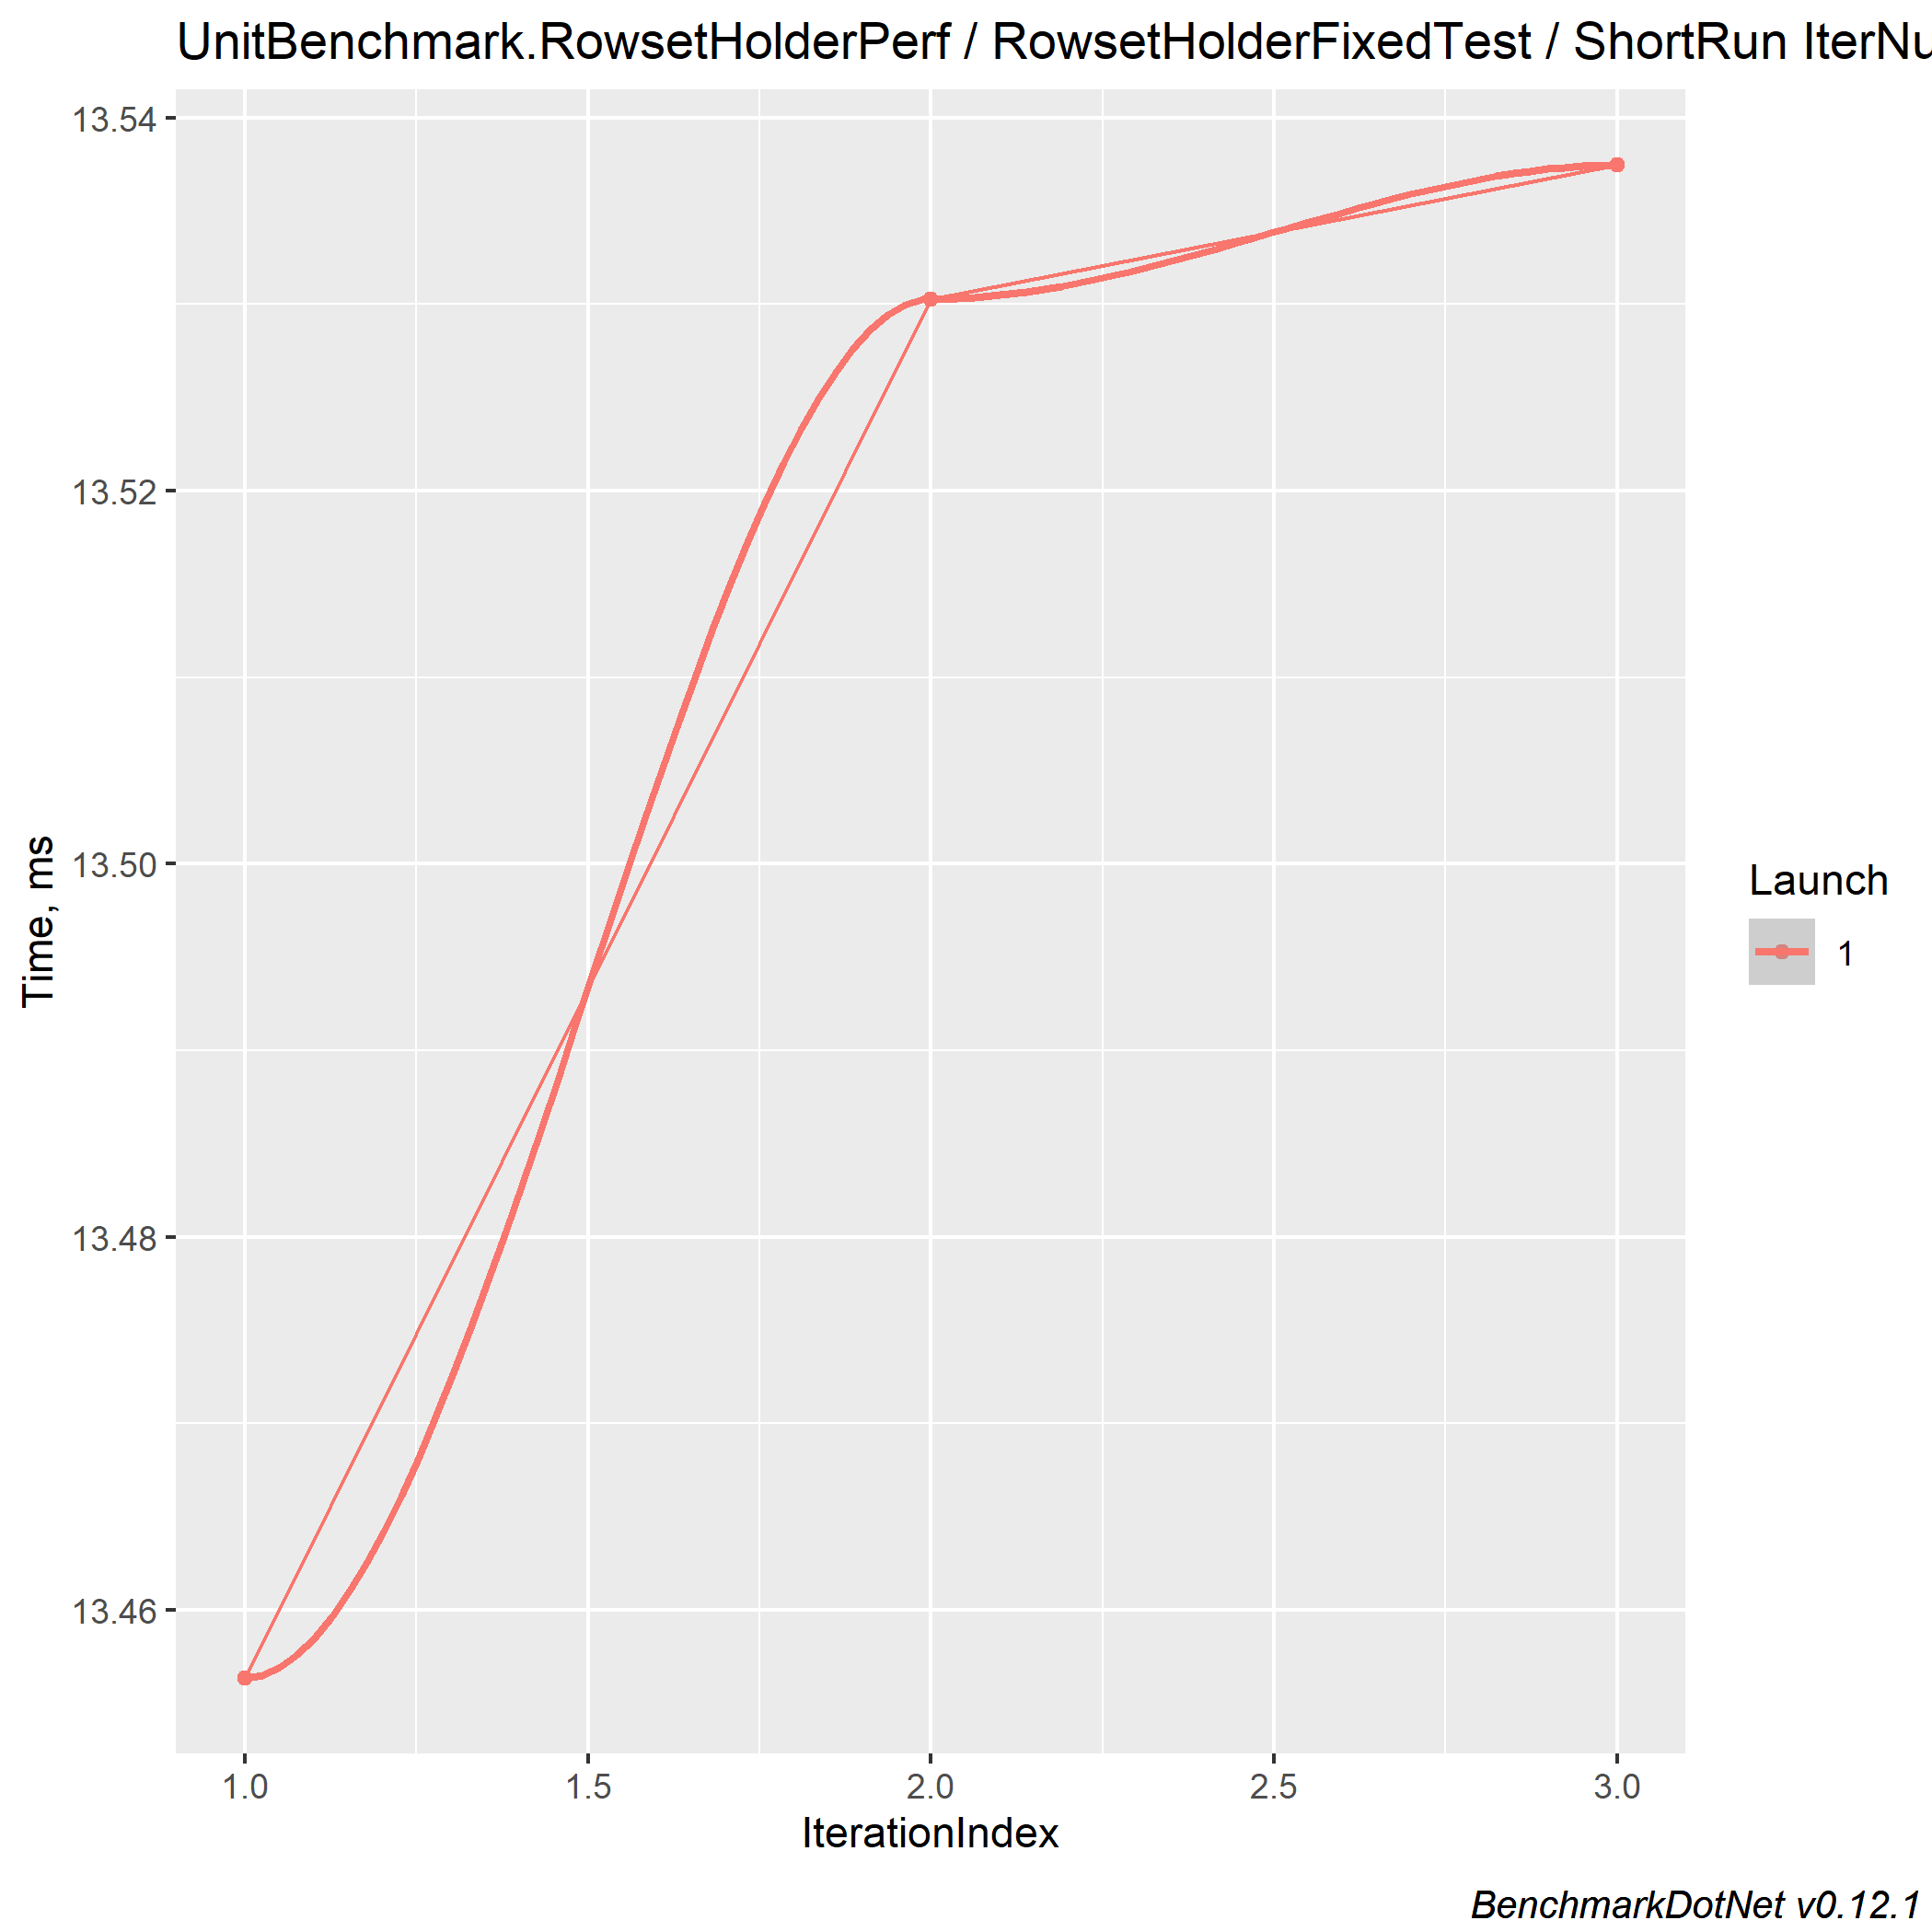 UnitBenchmark.RowsetHolderPerf / RowsetHolderFixedTest / ShortRun IterNu
13.54
13.52
13.50
13.48
13.46
Time, ms
1.0 1.5 2.0 2.5 3.0
IterationIndex
Launch
1
BenchmarkDotNet v0.12.1